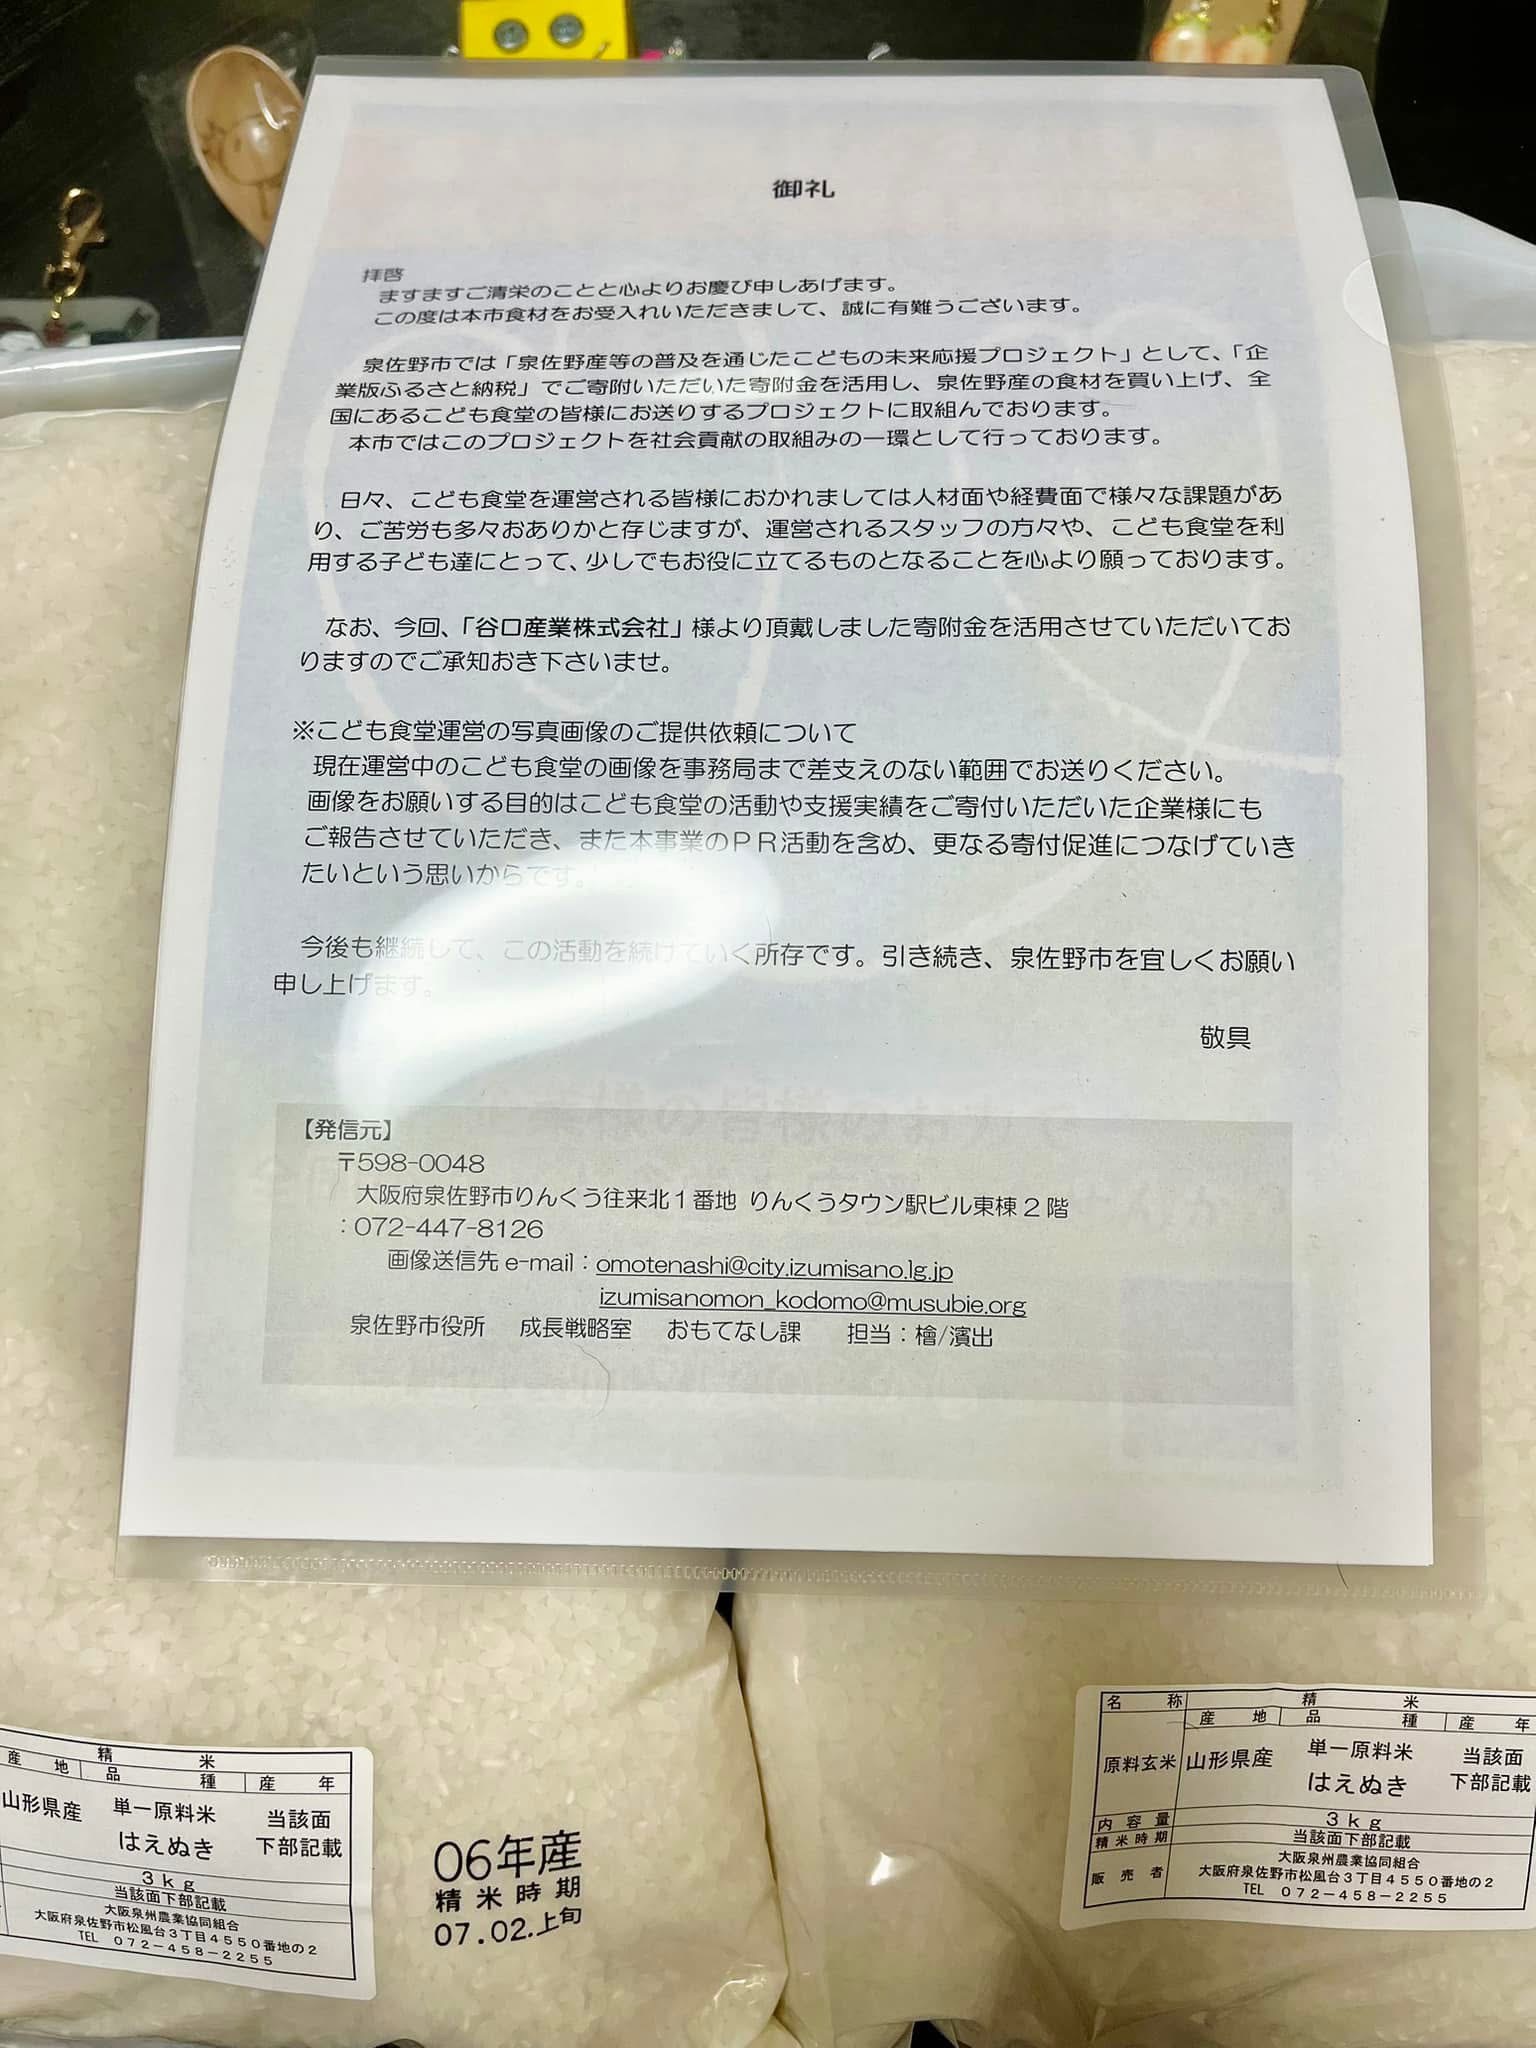 御礼
拝啓
ますますご清栄のことと心よりお慶び申しあげます。
この度は本市食材をお受入れいただきまして、誠に有難うございます。
泉佐野市では「泉佐野産等の普及を通じたこどもの未来応援プロジェクト」として、「企
業版ふるさと納税」でご寄附いただいた寄附金を活用し、泉佐野産の食材を買い上げ、全
国にあるこども食堂の皆様にお送りするプロジェクトに取組んでおります。
本市ではこのプロジェクトを社会貢献の取組みの一環として行っております。
日々、こども食堂を運営される皆様におかれましては人材面や経費面で様々な課題があ
り、ご苦労も多々おありかと存じますが、運営されるスタッフの方々や、こども食堂を利
用する子ども達にとって、少しでもお役に立てるものとなることを心より願っております。
なお、今回、「谷口産業株式会社」様より頂戴しました寄附金を活用させていただいてお
りますのでご承知おき下さいませ。
※こども食堂運営の写真画像のご提供依頼について
現在運営中のこども食堂の画像を事務局まで差支えのない範囲でお送りください。
画像をお願いする目的はこども食堂の活動や支援実績をご寄付いただいた企業様にも
ご報告させていただき、また本事業のＰＲ活動を含め、更なる寄付促進につなげていき
たいという思いからです。
今後も継続して、この活動を続けていく所存です。引き続き、泉佐野市を宜しくお願い
申し上げます。
敬具
【発信元】
〒598-0048
大阪府泉佐野市りんくう往来北１番地 りんくうタウン駅ビル東棟２階
：072-447-8126
画像送信先 e-mail：omotenashi@city.izumisano.lg.jp
izumisanomon_kodomo@musubie.org
泉佐野市役所 成長戦略室 おもてなし課 担当：檜/濱出
精 米
産 地 品 種 産 年
山形県産 単一原料米 当該面
はえぬき 下部記載
３ｋｇ
当該面下部記載
大阪泉州農業協同組合
大阪府泉佐野市松風台３丁目４５５０番地の２
TEL ０７２－４５８－２２５５
06年産
精米時期
07.02.上旬
名 称 精 米
産 地 品 種 産 年
原料玄米 山形県産 単一原料米 当該面
はえぬき 下部記載
内容量 ３ｋｇ
精米時期 当該面下部記載
販売者 大阪泉州農業協同組合
大阪府泉佐野市松風台３丁目４５５０番地の２
TEL ０７２－４５８－２２５５